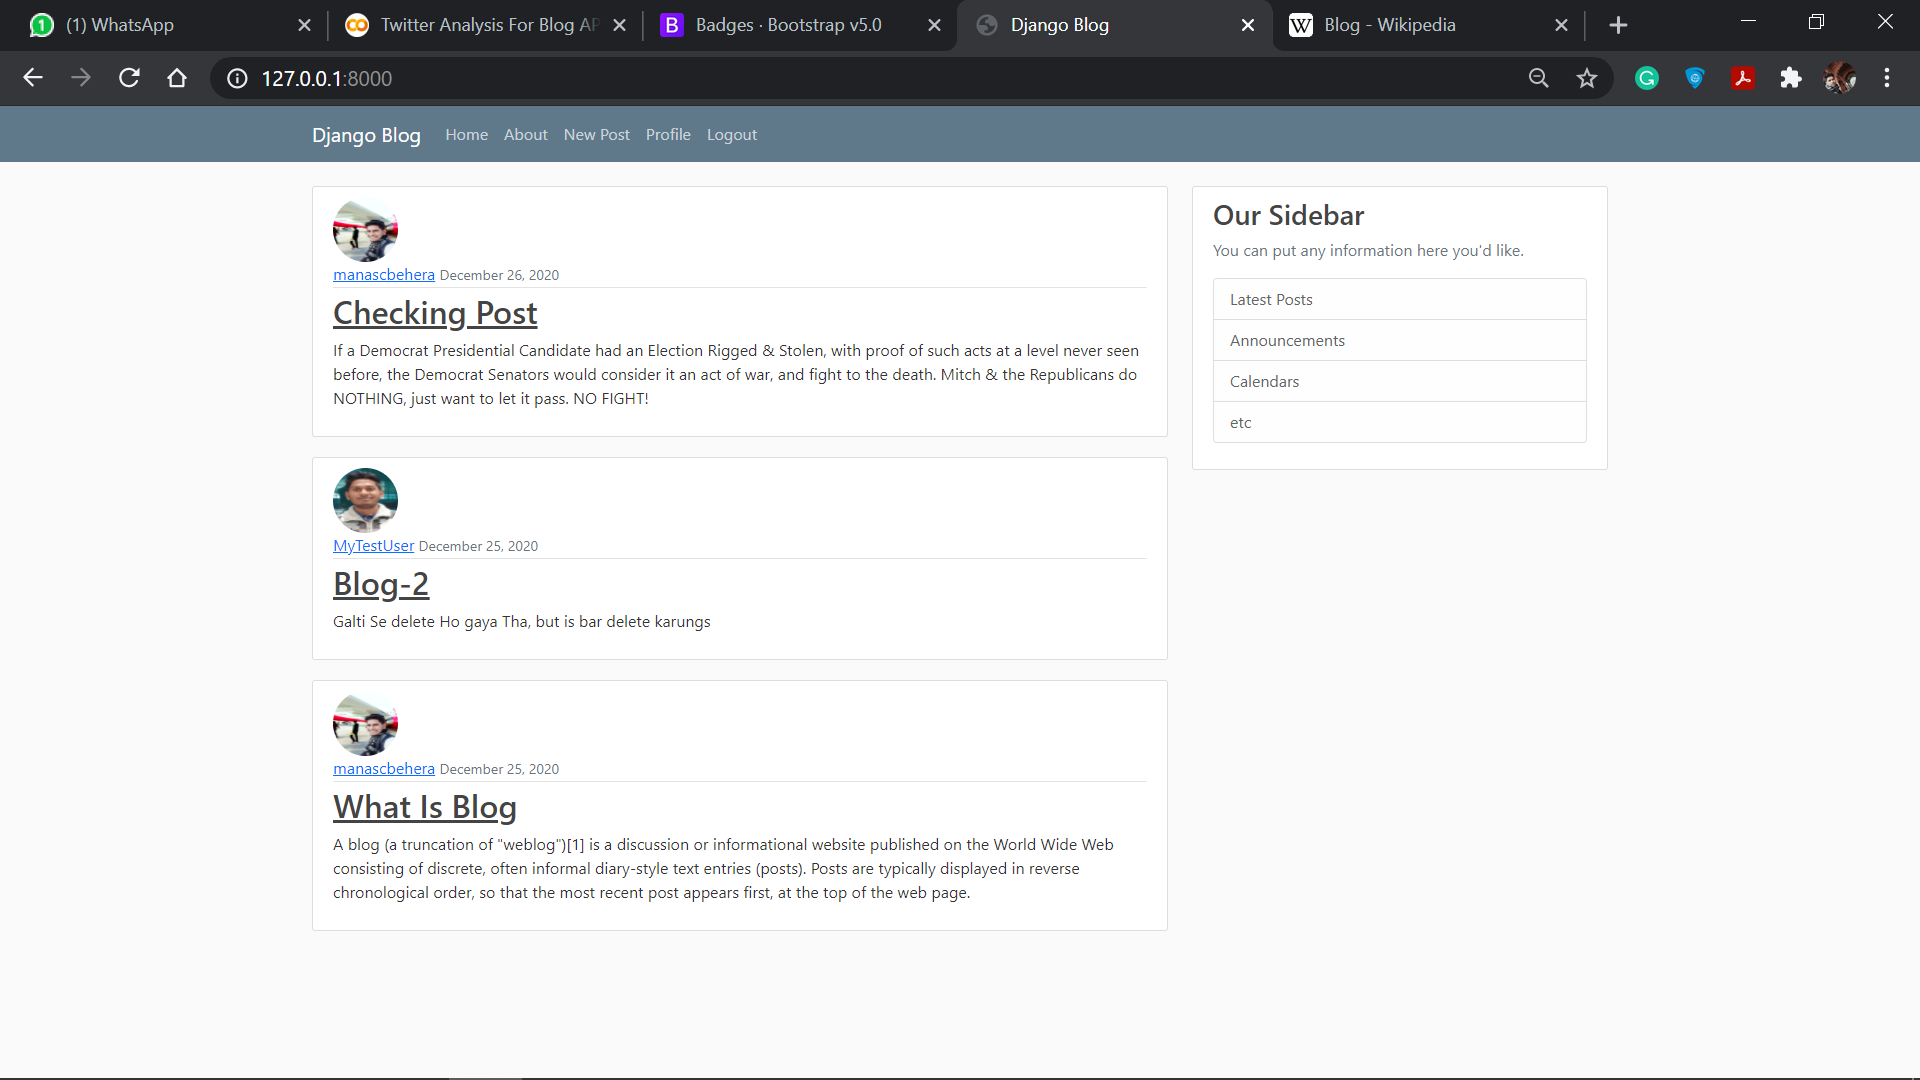 (1) WhatsApp
Twitter Analysis For Blog AP
B Badges · Bootstrap v5.0
Django Blog
W Blog - Wikipedia
127.0.0.1:8000
Django Blog Home About New Post Profile Logout
manascbehera December 26, 2020
Checking Post
If a Democrat Presidential Candidate had an Election Rigged & Stolen, with proof of such acts at a level never seen
before, the Democrat Senators would consider it an act of war, and fight to the death. Mitch & the Republicans do
NOTHING, just want to let it pass. NO FIGHT!
MyTestUser December 25, 2020
Blog-2
Galti Se delete Ho gaya Tha, but is bar delete karungs
manascbehera December 25, 2020
What Is Blog
A blog (a truncation of "weblog")[1] is a discussion or informational website published on the World Wide Web
consisting of discrete, often informal diary-style text entries (posts). Posts are typically displayed in reverse
chronological order, so that the most recent post appears first, at the top of the web page.
Our Sidebar
You can put any information here you'd like.
Latest Posts
Announcements
Calendars
etc